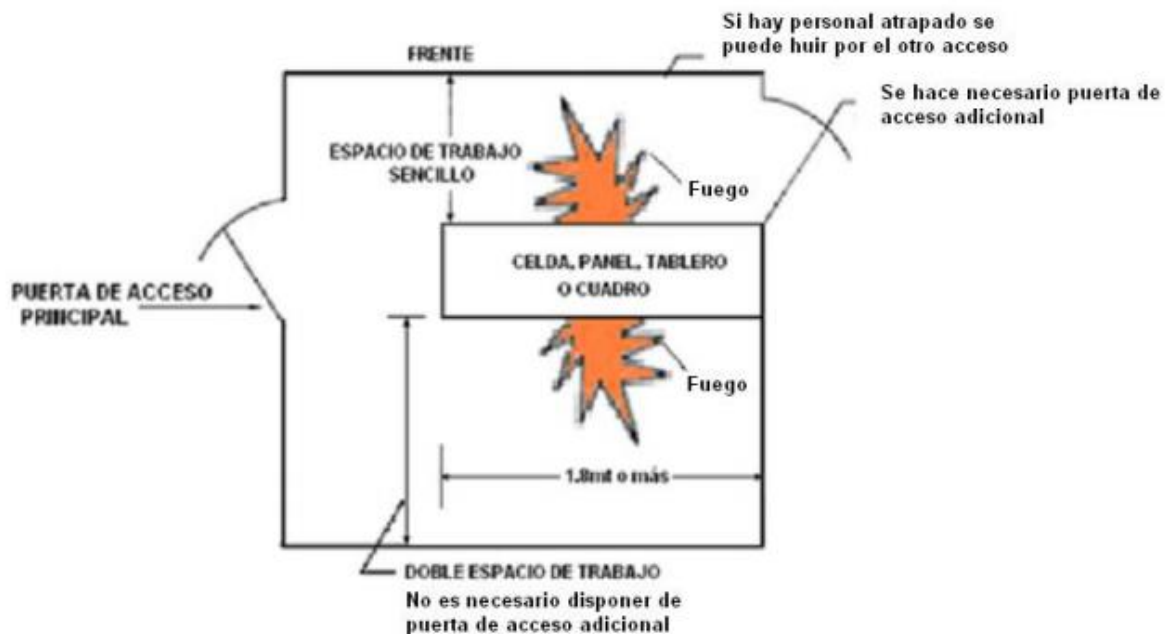 Si hay personal atrapado se
puede huir por el otro acceso
FRENTE
Se hace necesario puerta de
acceso adicional
ESPACIO DE TRABAJO
SENCILLO
Fuego
CELDA, PANEL, TABLERO
O CUADRO
PUERTA DE ACCESO
PRINCIPAL
Fuego
1.8mt o más
DOBLE ESPACIO DE TRABAJO
No es necesario disponer de
puerta de acceso adicional